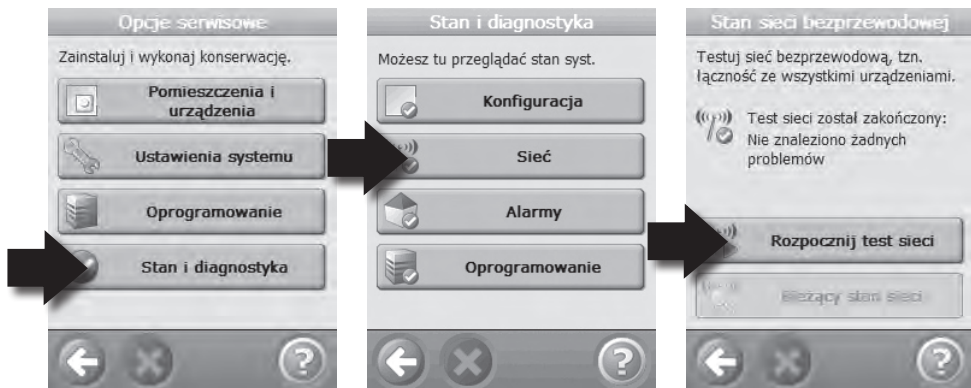 Opcje serwisowe
Zainstaluj i wykonaj konserwację.
Pomieszczenia i
urządzenia
Ustawienia systemu
Oprogramowanie
Stan i diagnostyka
?
Stan i diagnostyka
Możesz tu przeglądać stan syst.
Konfiguracja
Sieć
Alarmy
Oprogramowanie
?
Stan sieci bezprzewodowej
Testuj sieć bezprzewodową, tzn.
łączność ze wszystkimi urządzeniami.
Test sieci został zakończony:
Nie znaleziono żadnych
problemów
Rozpocznij test sieci
Bieżący stan sieci
?